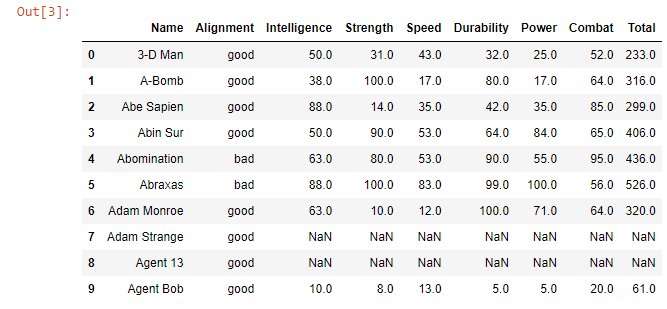 Out[3]:
Name Alignment Intelligence Strength Speed Durability Power Combat Total
0 3-D Man good 50.0 31.0 43.0 32.0 25.0 52.0 233.0
1 A-Bomb good 38.0 100.0 17.0 80.0 17.0 64.0 316.0
2 Abe Sapien good 88.0 14.0 35.0 42.0 35.0 85.0 299.0
3 Abin Sur good 50.0 90.0 53.0 64.0 84.0 65.0 406.0
4 Abomination bad 63.0 80.0 53.0 90.0 55.0 95.0 436.0
5 Abraxas bad 88.0 100.0 83.0 99.0 100.0 56.0 526.0
6 Adam Monroe good 63.0 10.0 12.0 100.0 71.0 64.0 320.0
7 Adam Strange good NaN NaN NaN NaN NaN NaN NaN
8 Agent 13 good NaN NaN NaN NaN NaN NaN NaN
9 Agent Bob good 10.0 8.0 13.0 5.0 5.0 20.0 61.0